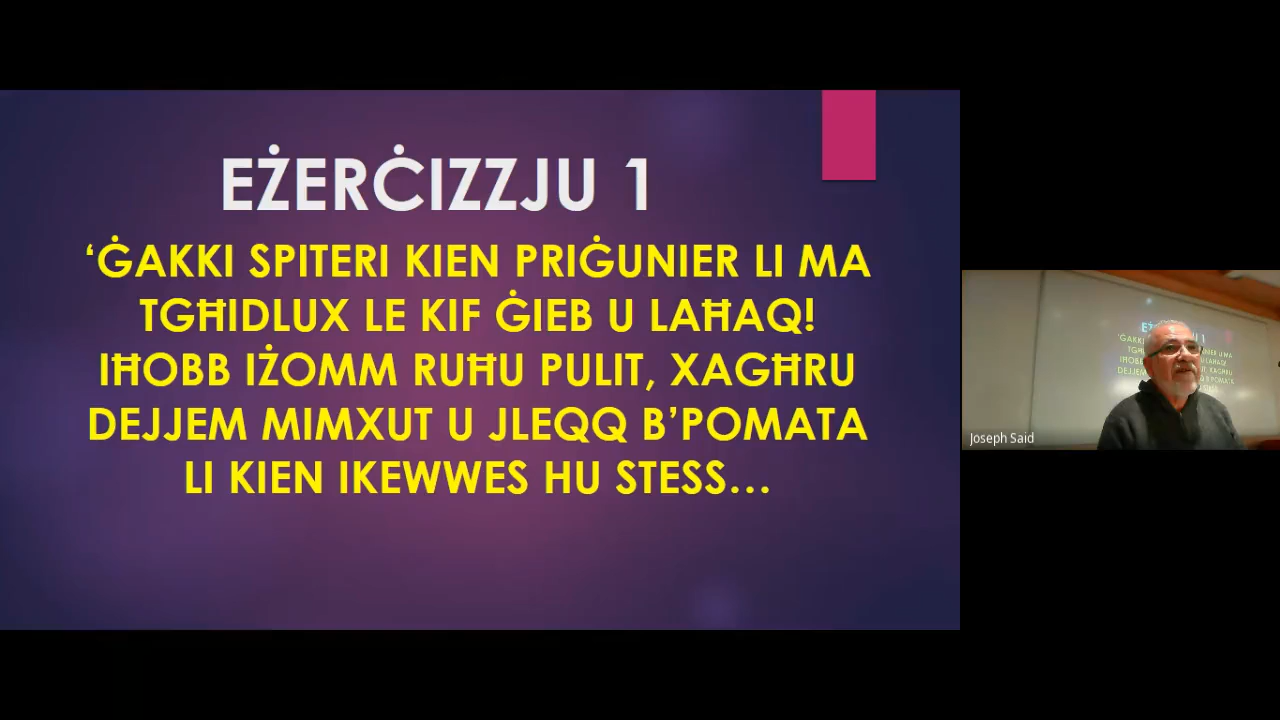 EŻERĊIZZJU 1
‘ĠAKKI SPITERI KIEN PRIĠUNIER LI MA
TGĦIDLUX LE KIF ĠIEB U LAĦAQ!
IĦOBB IŻOMM RUĦU PULIT, XAGĦRU
DEJJEM MIMXUT U JLEQQ B’POMATA
LI KIEN IKEWWES HU STESS…
Joseph Said